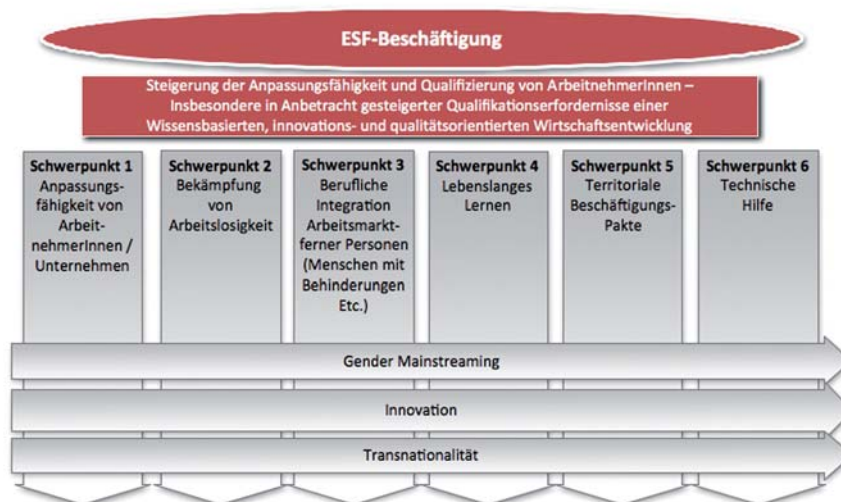 ESF-Beschäftigung
Steigerung der Anpassungsfähigkeit und Qualifizierung von ArbeitnehmerInnen –
Insbesondere in Anbetracht gesteigerter Qualifikationserfordernisse einer
Wissensbasierten, innovations- und qualitätsorientierten Wirtschaftsentwicklung
Schwerpunkt 1
Anpassungs-
fähigkeit von
Arbeit-
nehmerInnen /
Unternehmen
Schwerpunkt 2
Bekämpfung
von
Arbeitslosigkeit
Schwerpunkt 3
Berufliche
Integration
Arbeitsmarkt-
ferner Personen
(Menschen mit
Behinderungen
Etc.)
Schwerpunkt 4
Lebenslanges
Lernen
Schwerpunkt 5
Territoriale
Beschäftigungs-
Pakte
Schwerpunkt 6
Technische
Hilfe
Gender Mainstreaming
Innovation
Transnationalität